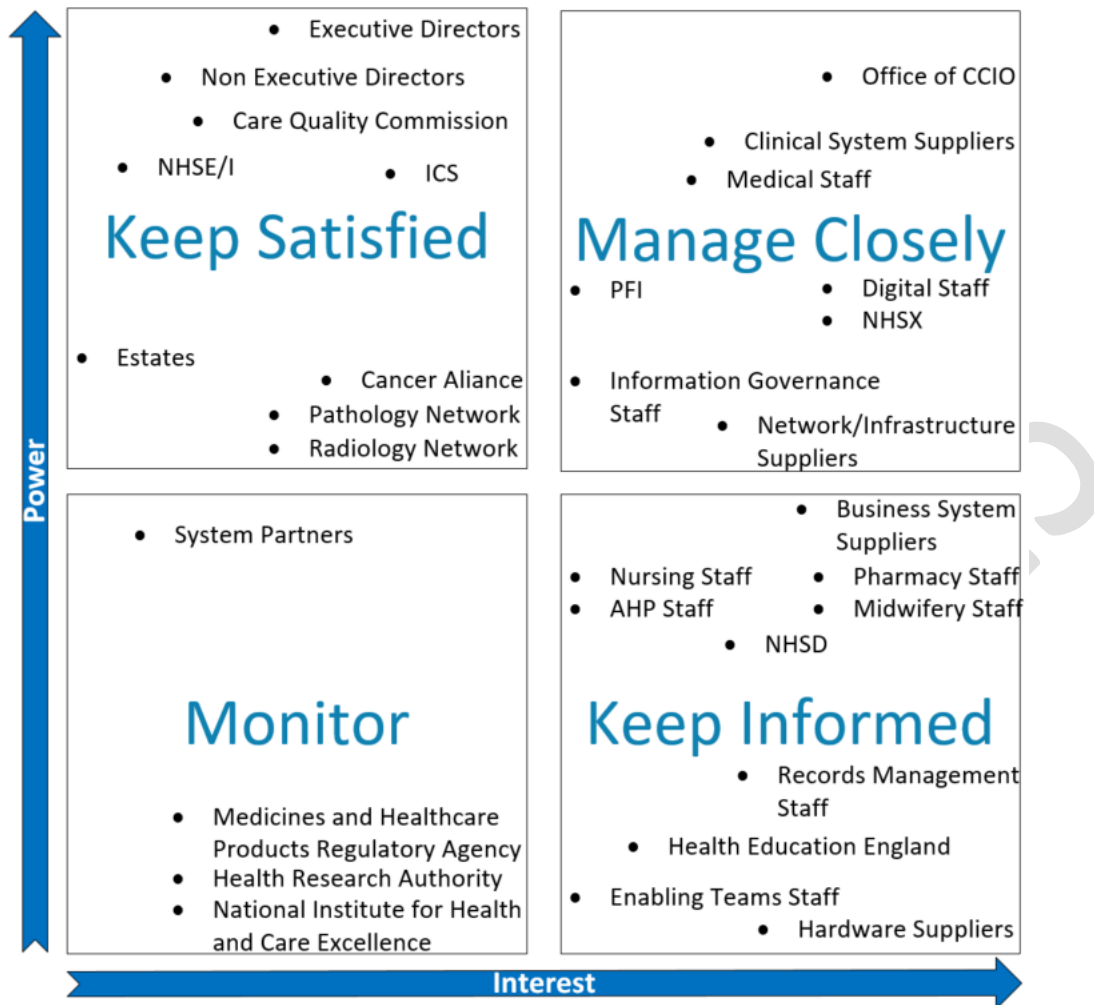 Power
Executive Directors
Non Executive Directors
Care Quality Commission
NHSE/I
ICS
Keep Satisfied
Estates
Cancer Aliance
Pathology Network
Radiology Network
Office of CCIO
Clinical System Suppliers
Medical Staff
Manage Closely
PFI
Digital Staff
NHSX
Information Governance
Staff
Network/Infrastructure
Suppliers
System Partners
Monitor
Medicines and Healthcare
Products Regulatory Agency
Health Research Authority
National Institute for Health
and Care Excellence
Business System
Suppliers
Nursing Staff
Pharmacy Staff
AHP Staff
Midwifery Staff
NHSD
Keep Informed
Records Management
Staff
Health Education England
Enabling Teams Staff
Hardware Suppliers
Interest